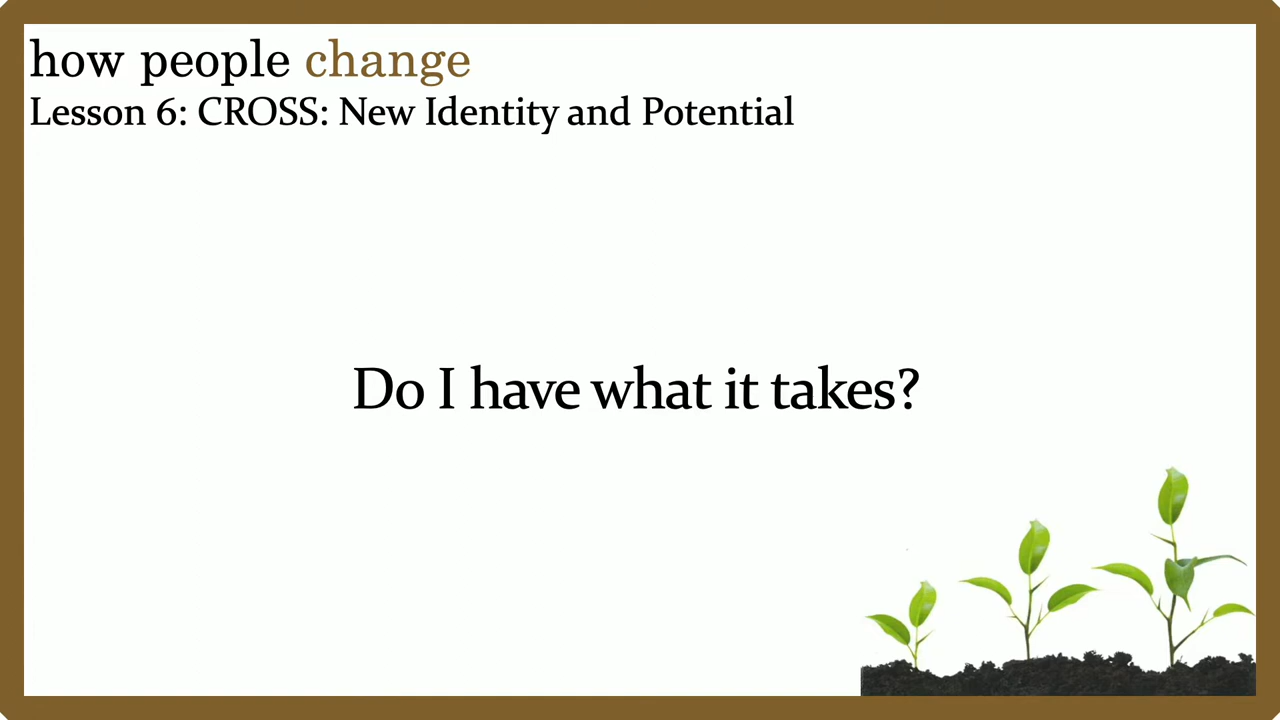 how people change
Lesson 6: CROSS: New Identity and Potential
Do I have what it takes?